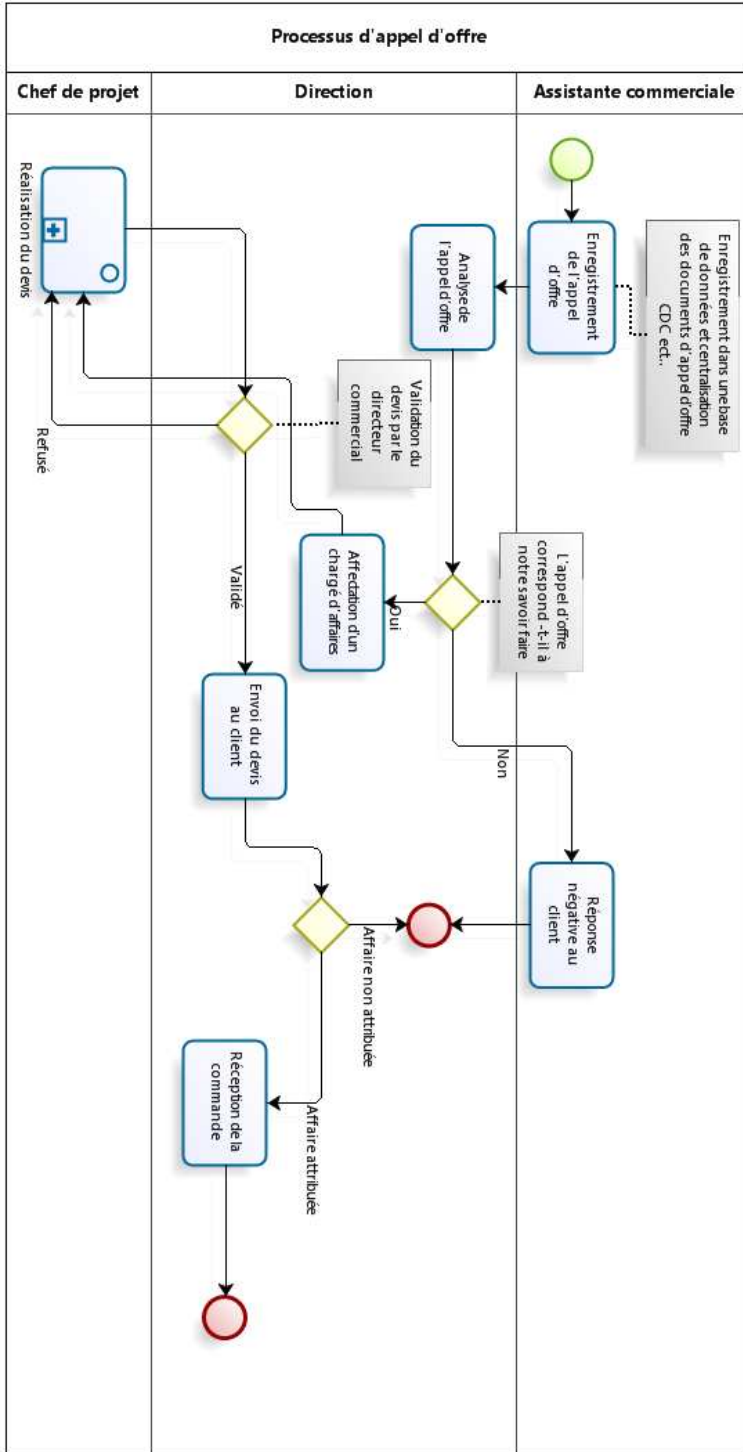 Processus d'appel d'offre
Chef de projet
Direction
Assistante commerciale
Enregistrement dans une base
de données et centralisation
des documents d'appel d'offre
CDC ect..
Enregistrement
de l'appel
d'offre
Analyse de
l'appel d'offre
Réalisation du devis
Validation du
devis par le
directeur
commercial
Refusé
L'appel d'offre
correspond -t-il à
notre savoir faire
Oui
Affectation d'un
chargé d'affaires
Validé
Non
Envoi du devis
au client
Réponse
négative au
client
Affaire non attribuée
Affaire attribuée
Réception de la
commande